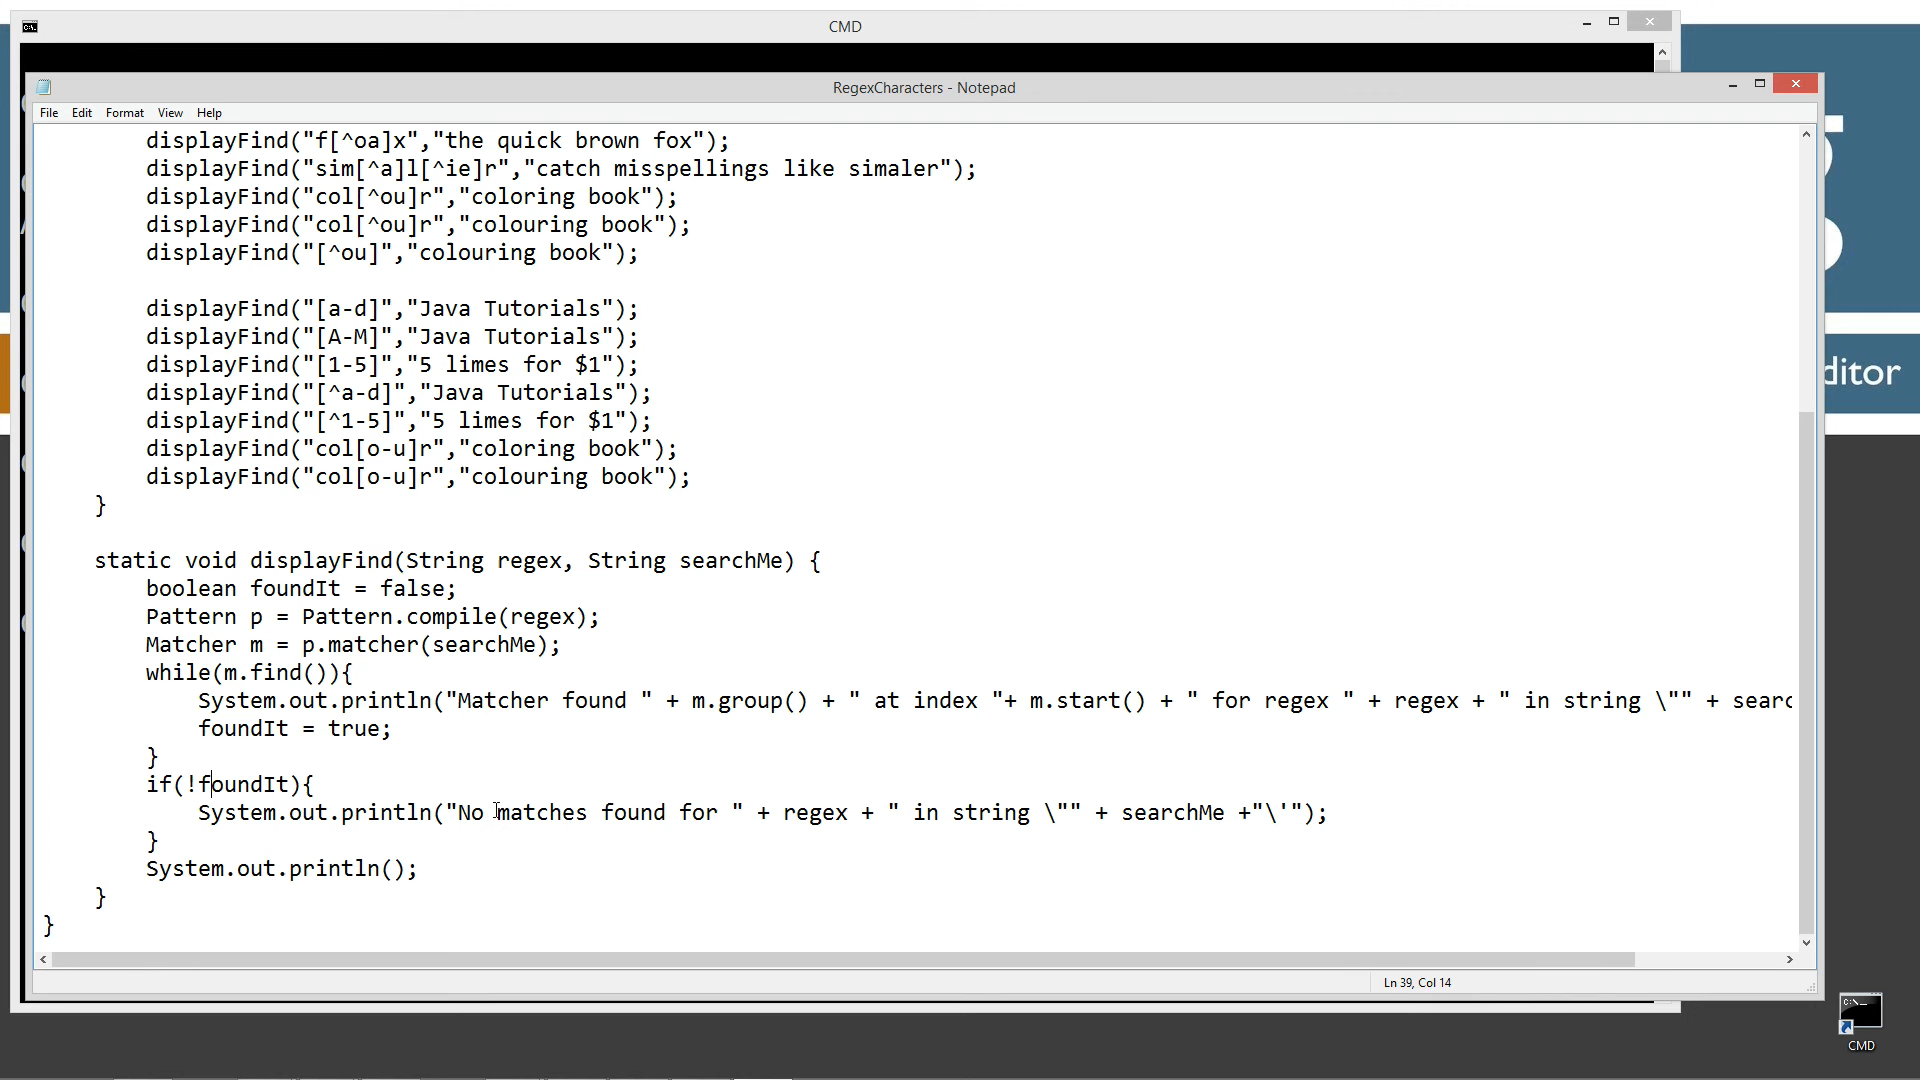 CMD
RegexCharacters - Notepad
File Edit Format View Help
displayFind("f[^oa]x","the quick brown fox");
displayFind("sim[^a]l[^ie]r","catch misspellings like simaler");
displayFind("col[^ou]r","coloring book");
displayFind("col[^ou]r","colouring book");
displayFind("[^ou]","colouring book");
displayFind("[a-d]","Java Tutorials");
displayFind("[A-M]","Java Tutorials");
displayFind("[1-5]","5 limes for $1");
displayFind("[^a-d]","Java Tutorials");
displayFind("[^1-5]","5 limes for $1");
displayFind("col[o-u]r","coloring book");
displayFind("col[o-u]r","colouring book");
}
static void displayFind(String regex, String searchMe) {
boolean foundIt = false;
Pattern p = Pattern.compile(regex);
Matcher m = p.matcher(searchMe);
while(m.find()){
System.out.println("Matcher found " + m.group() + " at index "+ m.start() + " for regex " + regex + " in string \"" + searc
foundIt = true;
}
if(!foundIt){
System.out.println("No matches found for " + regex + " in string \"" + searchMe +"\'");
}
System.out.println();
}
}
Ln 39, Col 14
ditor
CMD